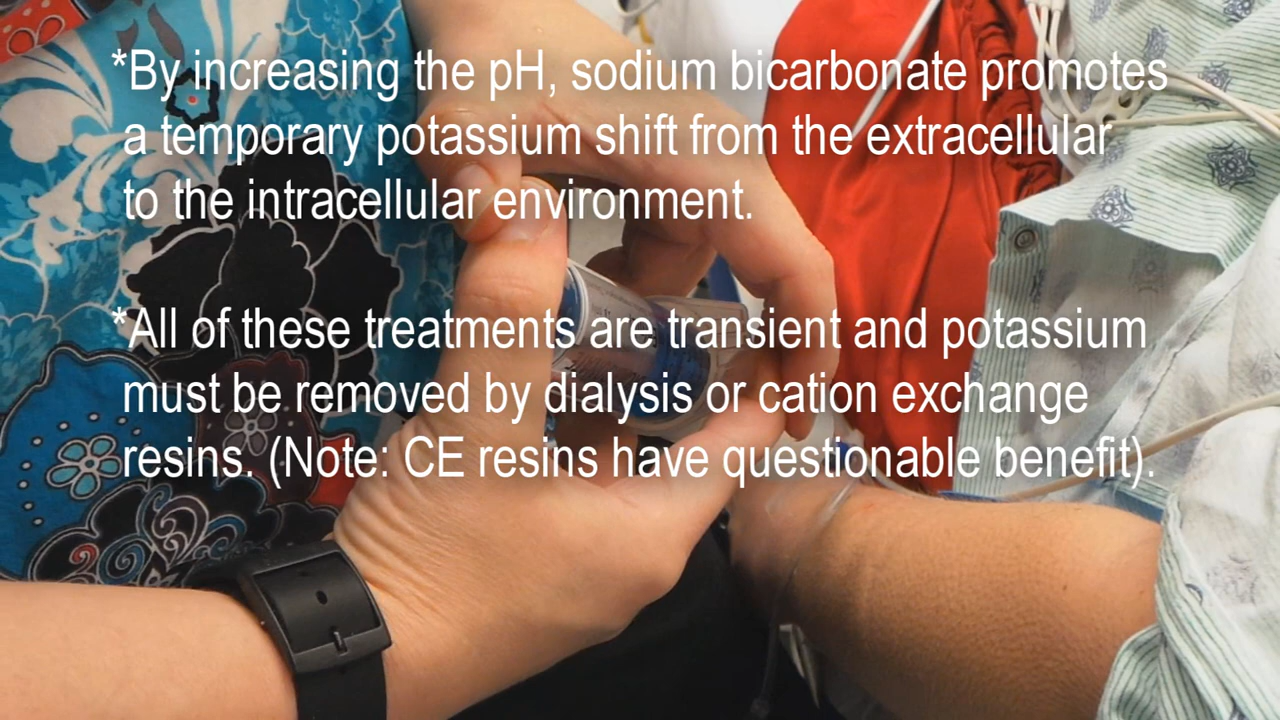 *By increasing the pH, sodium bicarbonate promotes
a temporary potassium shift from the extracellular
to the intracellular environment.
*All of these treatments are transient and potassium
must be removed by dialysis or cation exchange
resins. (Note: CE resins have questionable benefit).